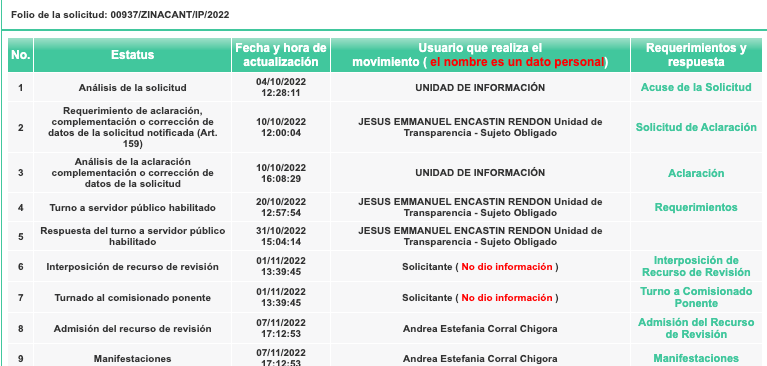 Folio de la solicitud: 00937/ZINACANT/IP/2022
No. Estatus Fecha y hora de actualización Usuario que realiza el movimiento ( el nombre es un dato personal) Requerimientos y respuesta
1 Análisis de la solicitud 04/10/2022 12:28:11 UNIDAD DE INFORMACIÓN Acuse de la Solicitud
2 Requerimiento de aclaración, complementación o corrección de datos de la solicitud notificada (Art. 159) 10/10/2022 12:00:04 JESUS EMMANUEL ENCASTIN RENDON Unidad de Transparencia - Sujeto Obligado Solicitud de Aclaración
3 Análisis de la aclaración complementación o corrección de datos de la solicitud 10/10/2022 16:08:29 UNIDAD DE INFORMACIÓN Aclaración
4 Turno a servidor público habilitado 20/10/2022 12:57:54 JESUS EMMANUEL ENCASTIN RENDON Unidad de Transparencia - Sujeto Obligado Requerimientos
5 Respuesta del turno a servidor público habilitado 31/10/2022 15:04:14 JESUS EMMANUEL ENCASTIN RENDON Unidad de Transparencia - Sujeto Obligado
6 Interposición de recurso de revisión 01/11/2022 13:39:45 Solicitante ( No dio información ) Interposición de Recurso de Revisión
7 Turnado al comisionado ponente 01/11/2022 13:39:45 Solicitante ( No dio información ) Turno a Comisionado Ponente
8 Admisión del recurso de revisión 07/11/2022 17:12:53 Andrea Estefania Corral Chigora Admisión del Recurso de Revisión
9 Manifestaciones 07/11/2022 17:12:53 Andrea Estefania Corral Chigora Manifestaciones